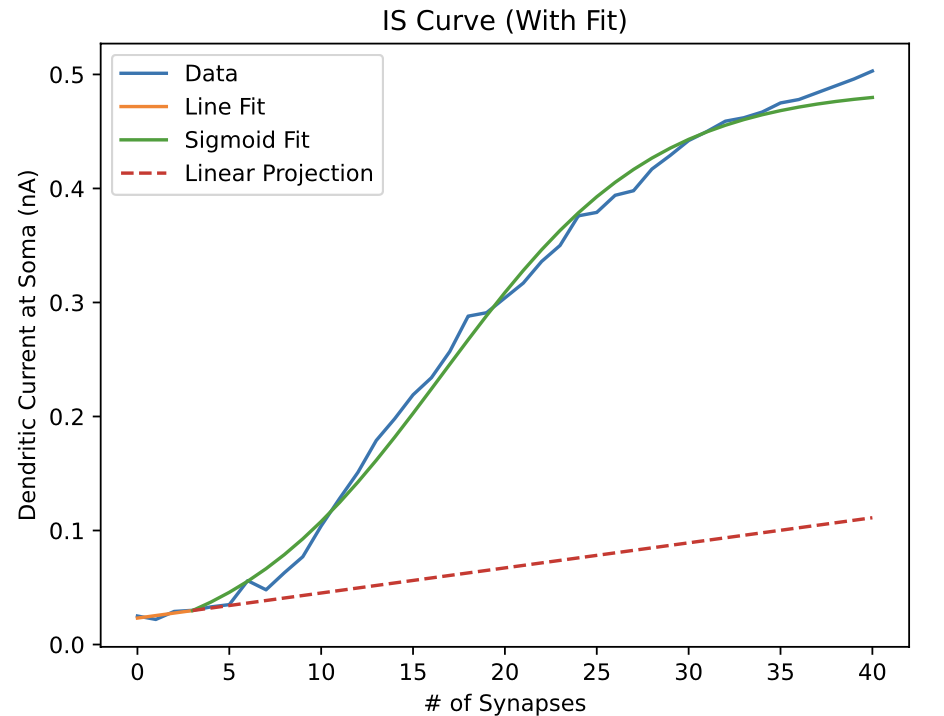 IS Curve (With Fit)
Data
Line Fit
Sigmoid Fit
Linear Projection
Dendritic Current at Soma (nA)
0.5
0.4
0.3
0.2
0.1
0.0
0 5 10 15 20 25 30 35 40
# of Synapses